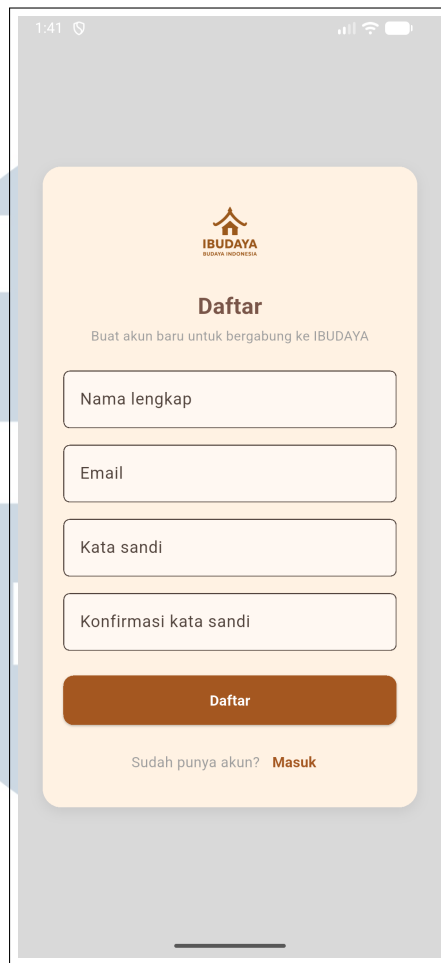 1:41
IBUDAYA
BUDAYA INDONESIA
Daftar
Buat akun baru untuk bergabung ke IBUDAYA
Nama lengkap
Email
Kata sandi
Konfirmasi kata sandi
Daftar
Sudah punya akun? Masuk